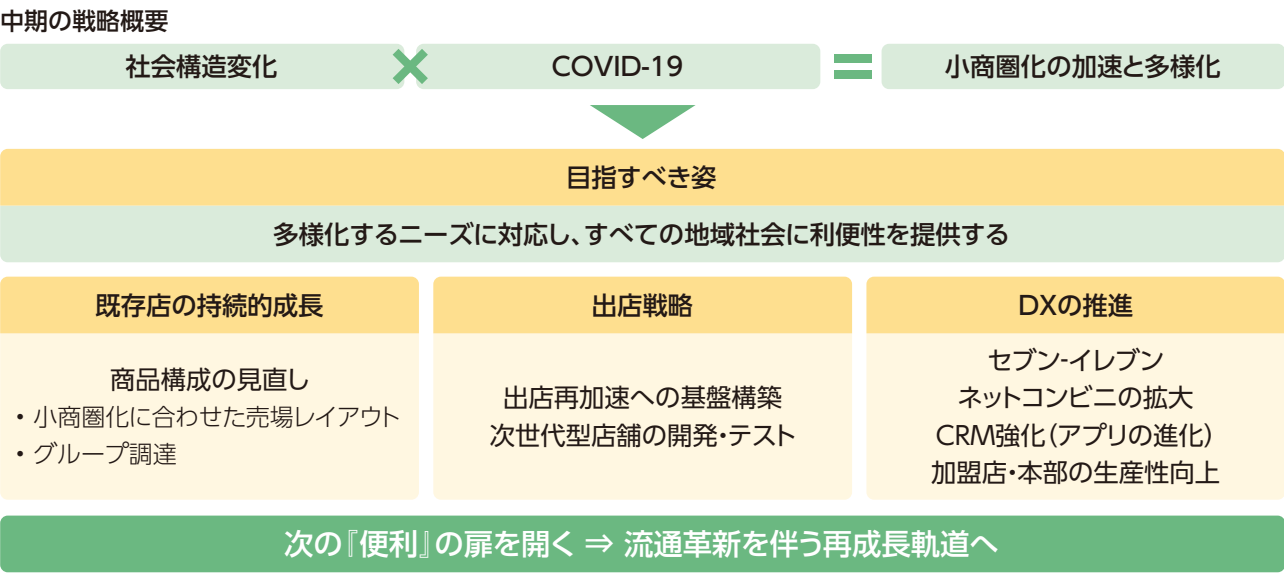 中期の戦略概要
社会構造変化 × COVID-19 = 小商圏化の加速と多様化
目指すべき姿
多様化するニーズに対応し、すべての地域社会に利便性を提供する
既存店の持続的成長
商品構成の見直し
・小商圏化に合わせた売場レイアウト
・グループ調達
出店戦略
出店再加速への基盤構築
次世代型店舗の開発・テスト
DXの推進
セブン-イレブン
ネットコンビニの拡大
CRM強化(アプリの進化)
加盟店・本部の生産性向上
次の『便利』の扉を開く ⇒ 流通革新を伴う再成長軌道へ